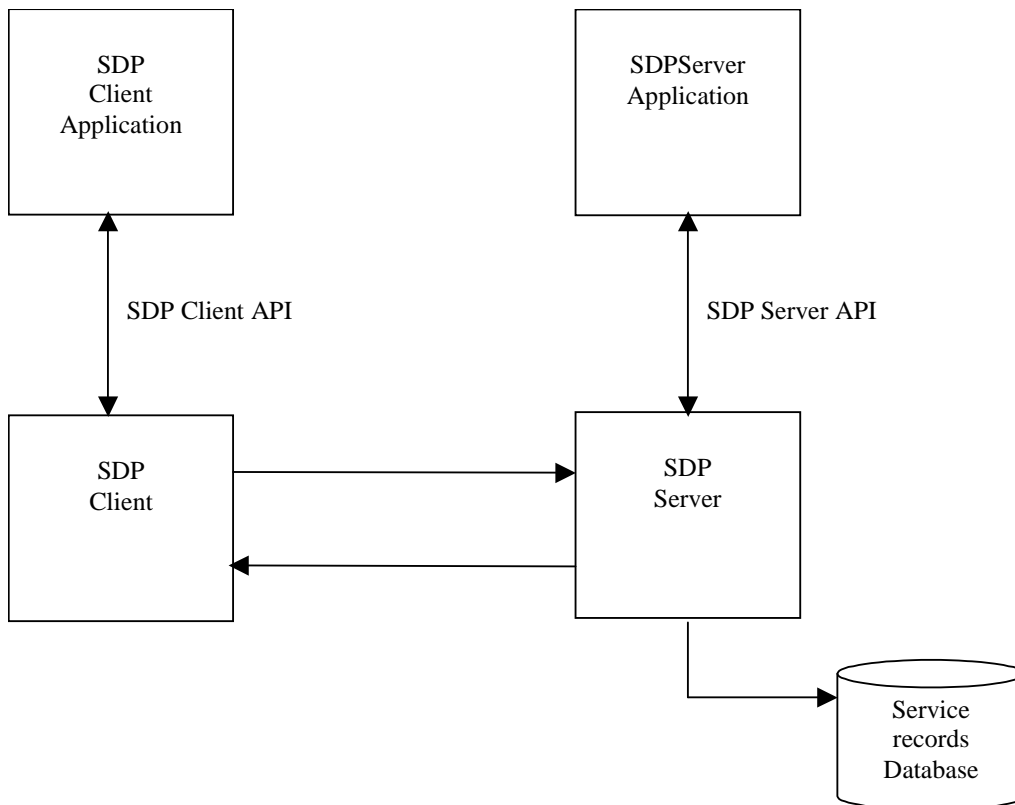 SDP
Client
Application
SDPServer
Application
SDP Client API
SDP Server API
SDP
Client
SDP
Server
Service
records
Database